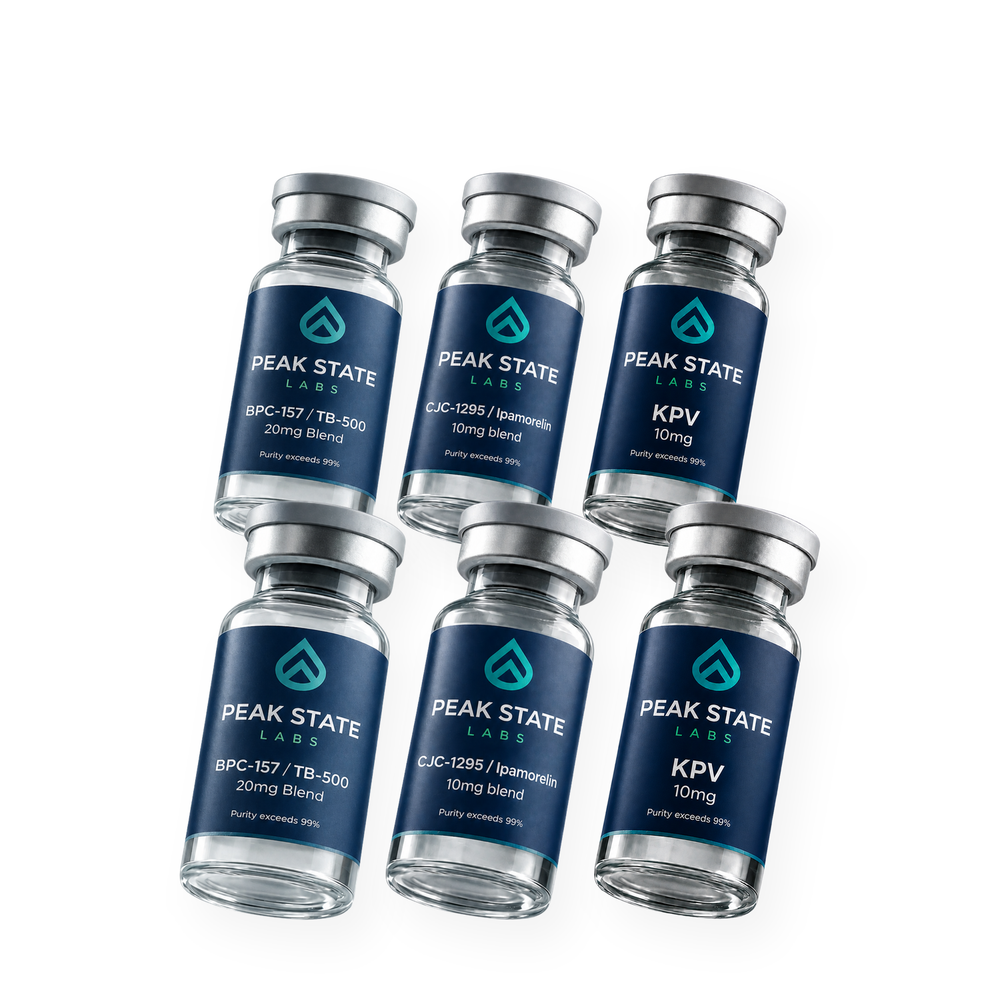 PEAK STATE
LABS
BPC-157 / TB-500
20mg Blend
Purity exceeds 99%
PEAK STATE
LABS
CJC-1295 / Ipamorelin
10mg blend
Purity exceeds 99%
PEAK STATE
LABS
KPV
10mg
Purity exceeds 99%
PEAK STATE
LABS
BPC-157 / TB-500
20mg Blend
Purity exceeds 99%
PEAK STATE
LABS
CJC-1295 / Ipamorelin
10mg blend
Purity exceeds 99%
PEAK STATE
LABS
KPV
10mg
Purity exceeds 99%